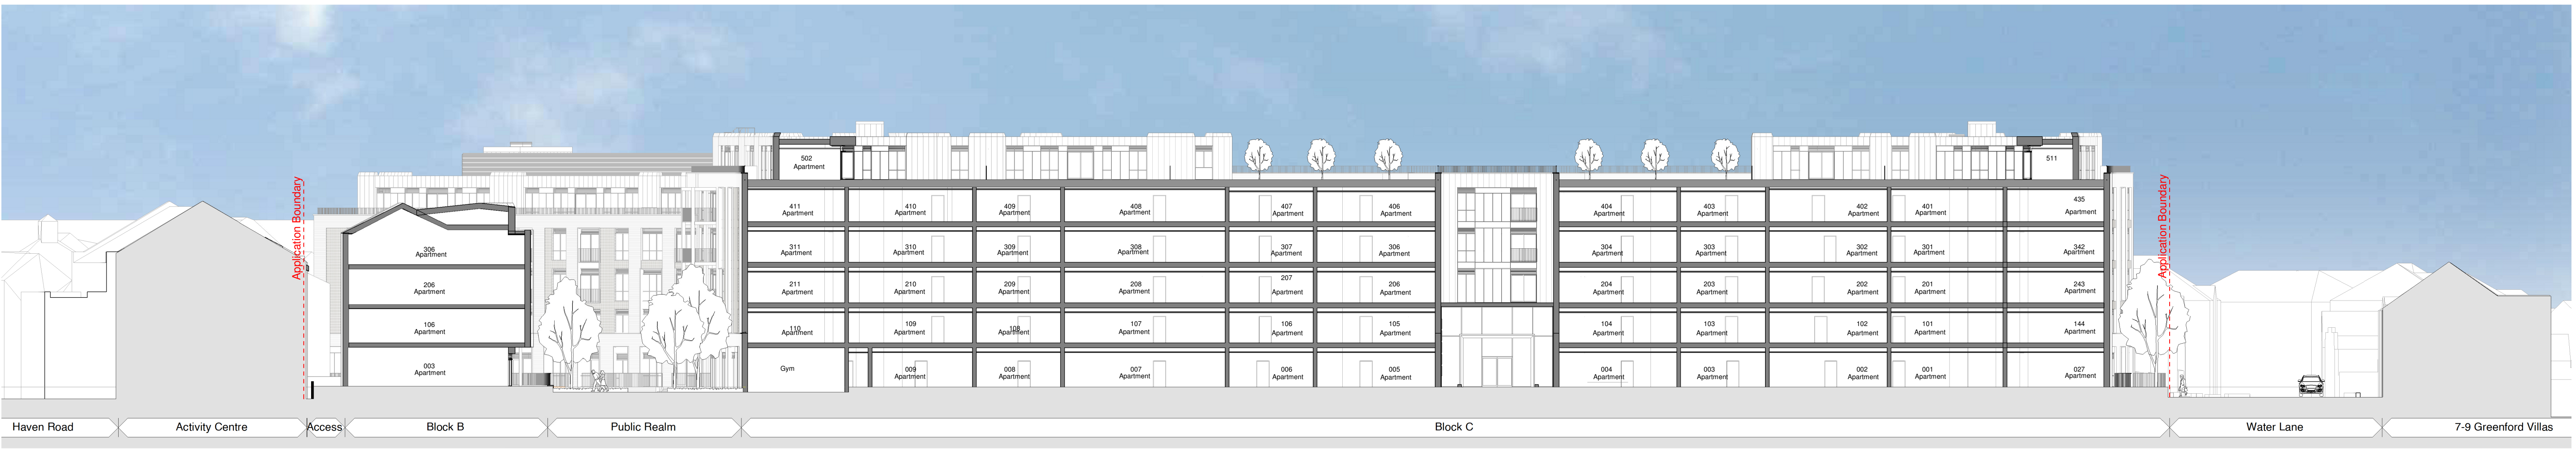 502
Apartment
511
Application Boundary
Application Boundary
411
Apartment
410
Apartment
409
Apartment
408
Apartment
407
Apartment
406
Apartment
404
Apartment
403
Apartment
402
Apartment
401
Apartment
435
Apartment
306
Apartment
311
Apartment
310
Apartment
309
Apartment
308
Apartment
307
Apartment
306
Apartment
304
Apartment
303
Apartment
302
Apartment
301
Apartment
342
Apartment
206
Apartment
211
Apartment
210
Apartment
209
Apartment
208
Apartment
207
Apartment
206
Apartment
204
Apartment
203
Apartment
202
Apartment
201
Apartment
243
Apartment
106
Apartment
110
Apartment
109
Apartment
108
Apartment
107
Apartment
106
Apartment
105
Apartment
104
Apartment
103
Apartment
102
Apartment
101
Apartment
144
Apartment
003
Apartment
Gym
009
Apartment
008
Apartment
007
Apartment
006
Apartment
005
Apartment
004
Apartment
003
Apartment
002
Apartment
001
Apartment
027
Apartment
Haven Road
Activity Centre
Access
Block B
Public Realm
Block C
Water Lane
7-9 Greenford Villas